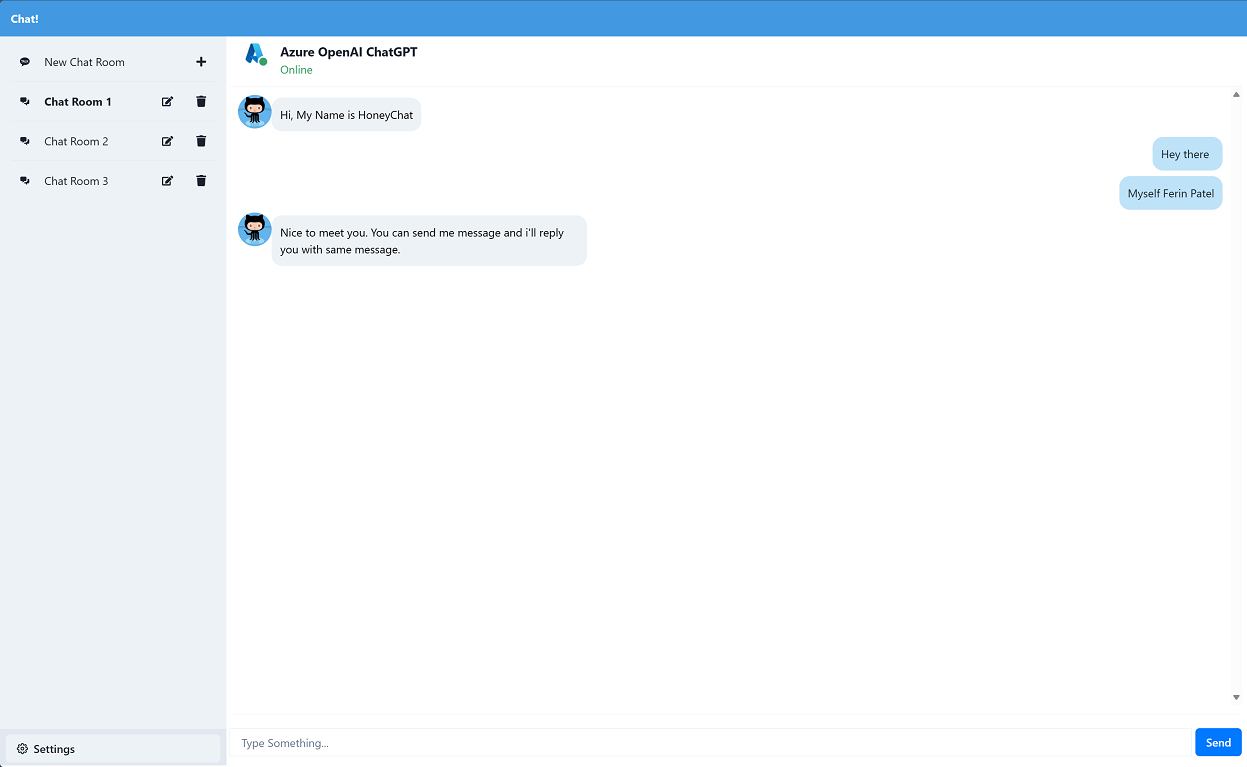 Chat!
New Chat Room
Chat Room 1
Chat Room 2
Chat Room 3
Settings
Azure OpenAI ChatGPT
Online
Hi, My Name is HoneyChat
Hey there
Myself Ferin Patel
Nice to meet you. You can send me message and i'll reply
you with same message.
Type Something...
Send